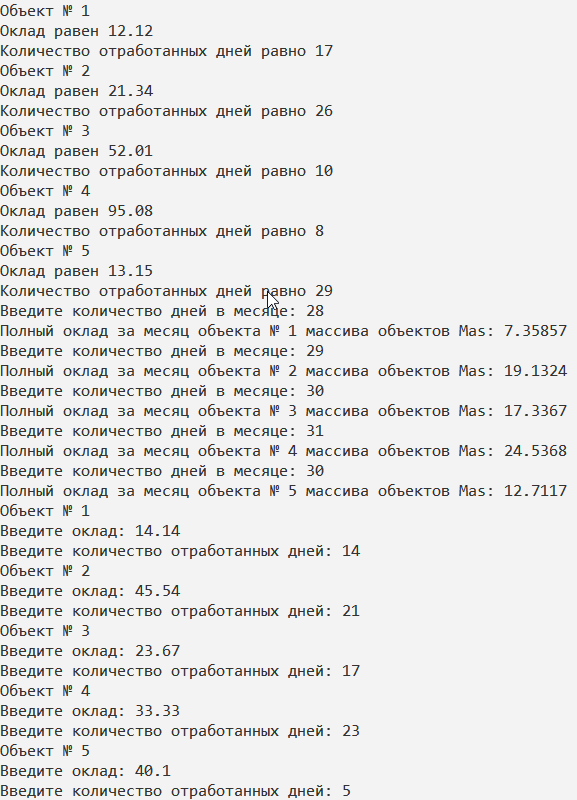 Объект № 1
Оклад равен 12.12
Количество отработанных дней равно 17
Объект № 2
Оклад равен 21.34
Количество отработанных дней равно 26
Объект № 3
Оклад равен 52.01
Количество отработанных дней равно 10
Объект № 4
Оклад равен 95.08
Количество отработанных дней равно 8
Объект № 5
Оклад равен 13.15
Количество отработанных дней равно 29
Введите количество дней в месяце: 28
Полный оклад за месяц объекта № 1 массива объектов Mas: 7.35857
Введите количество дней в месяце: 29
Полный оклад за месяц объекта № 2 массива объектов Mas: 19.1324
Введите количество дней в месяце: 30
Полный оклад за месяц объекта № 3 массива объектов Mas: 17.3367
Введите количество дней в месяце: 31
Полный оклад за месяц объекта № 4 массива объектов Mas: 24.5368
Введите количество дней в месяце: 30
Полный оклад за месяц объекта № 5 массива объектов Mas: 12.7117
Объект № 1
Введите оклад: 14.14
Введите количество отработанных дней: 14
Объект № 2
Введите оклад: 45.54
Введите количество отработанных дней: 21
Объект № 3
Введите оклад: 23.67
Введите количество отработанных дней: 17
Объект № 4
Введите оклад: 33.33
Введите количество отработанных дней: 23
Объект № 5
Введите оклад: 40.1
Введите количество отработанных дней: 5